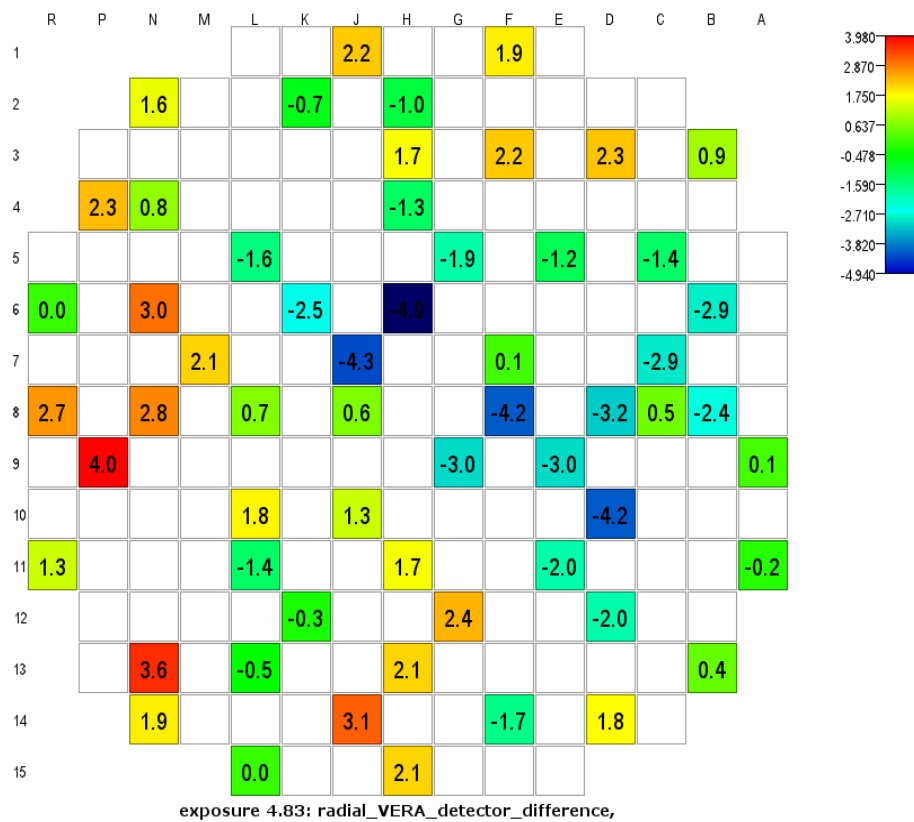 R P N M L K J H G F E D C B A
1 2.2 1.9 3.980
2.870
2 1.6 -0.7 -1.0 1.750
0.637
3 1.7 2.2 2.3 0.9 -0.478
-1.590
4 2.3 0.8 -1.3 -2.710
-3.820
5 -1.6 -1.9 -1.2 -1.4 -4.940
6 0.0 3.0 -2.5 -4.9 -2.9
7 2.1 -4.3 0.1 -2.9
8 2.7 2.8 0.7 0.6 -4.2 -3.2 0.5 -2.4
9 4.0 -3.0 -3.0 0.1
10 1.8 1.3 -4.2
11 1.3 -1.4 1.7 -2.0 -0.2
12 -0.3 2.4 -2.0
13 3.6 -0.5 2.1 0.4
14 1.9 3.1 -1.7 1.8
15 0.0 2.1
exposure 4.83: radial_VERA_detector_difference,